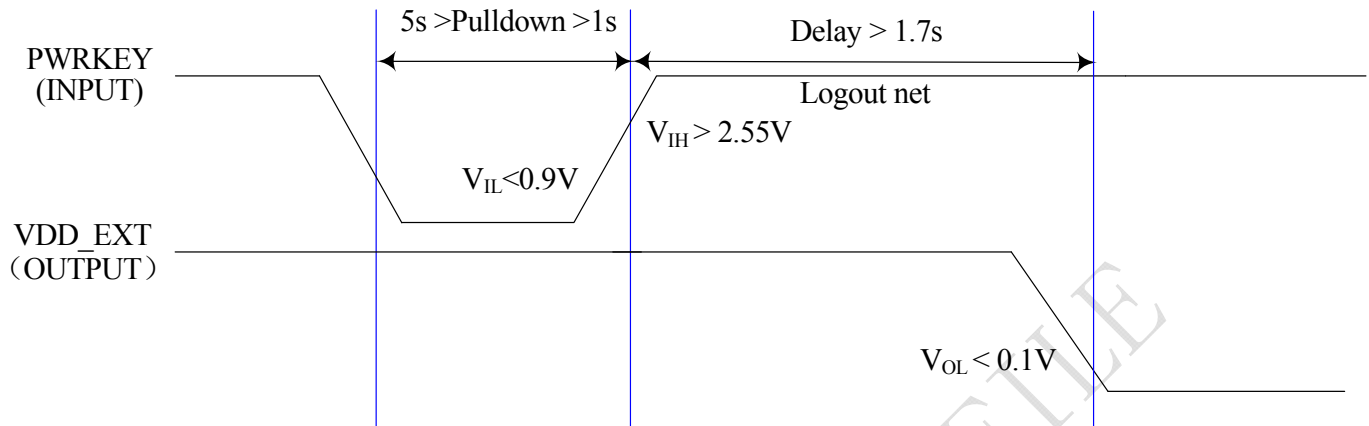 5s >Pulldown >1s
Delay > 1.7s
PWRKEY
(INPUT)
Logout net
V_IH > 2.55V
V_IL<0.9V
VDD_EXT
（OUTPUT）
V_OL < 0.1V
FILE